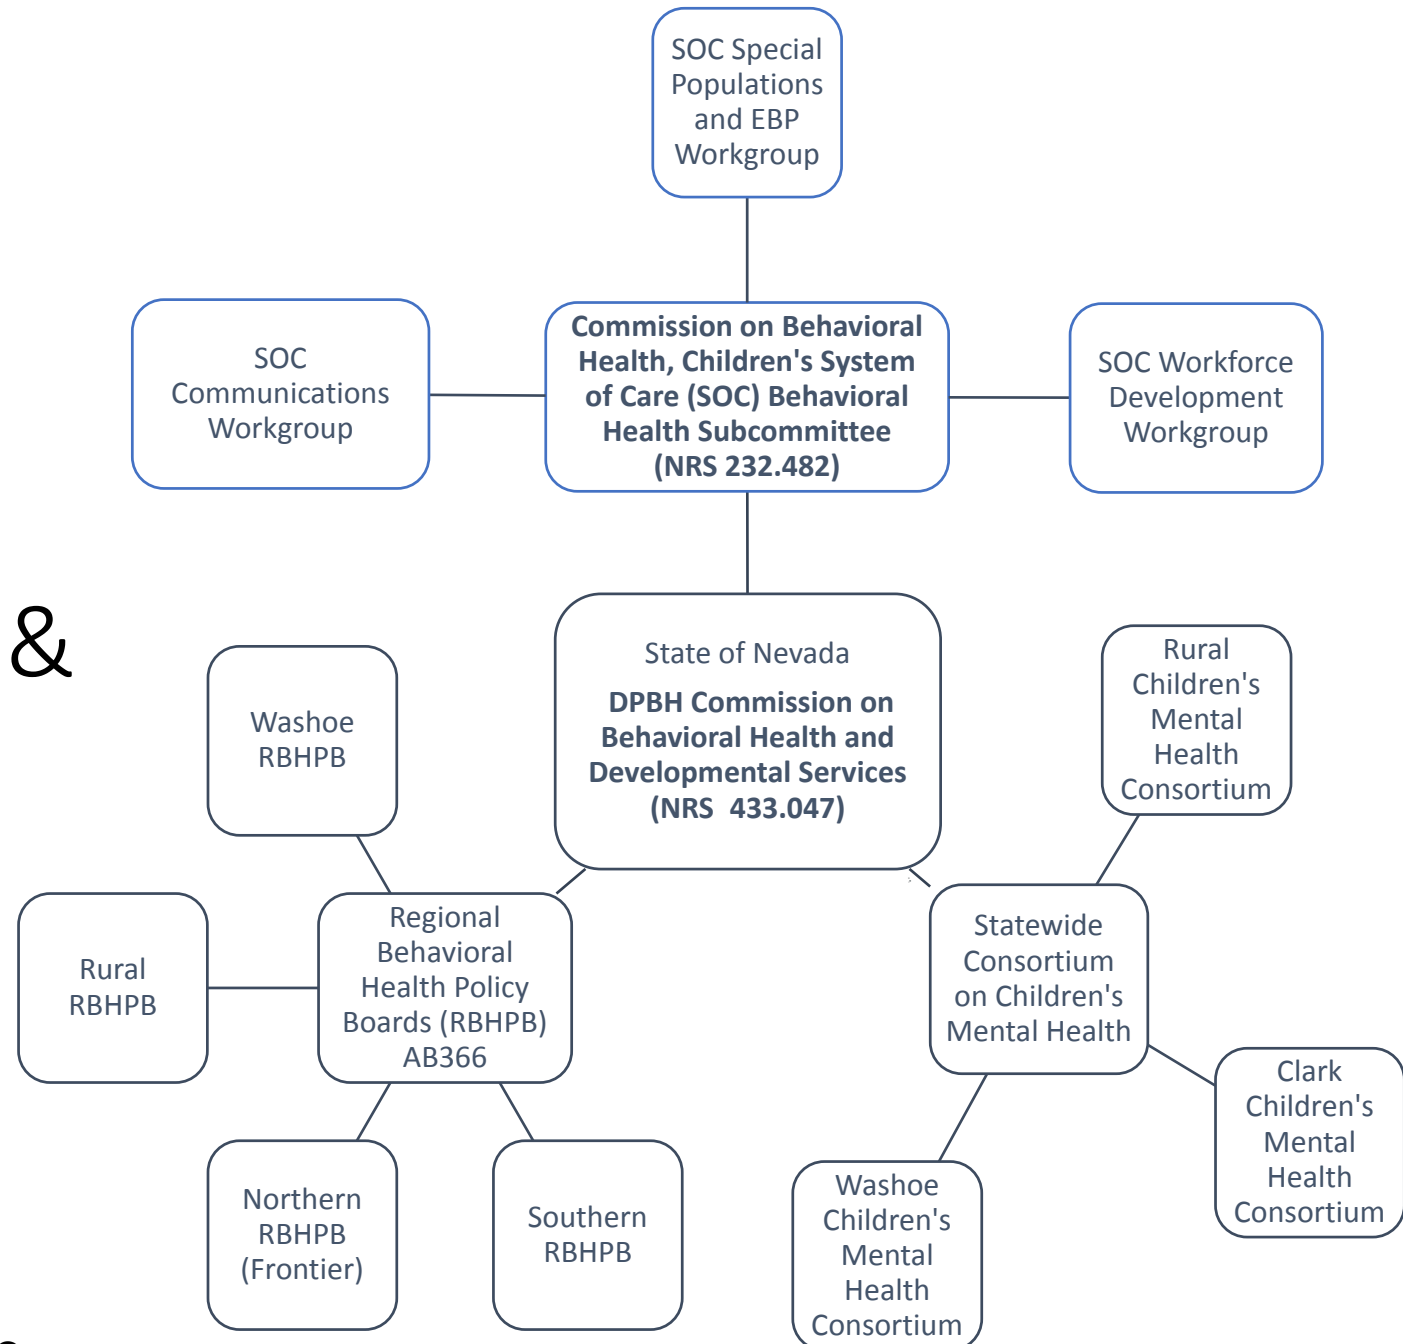 SOC Special
Populations
and EBP
Workgroup
SOC
Communications
Workgroup
Commission on Behavioral
Health, Children's System
of Care (SOC) Behavioral
Health Subcommittee
(NRS 232.482)
SOC Workforce
Development
Workgroup
&
State of Nevada
DPBH Commission on
Behavioral Health and
Developmental Services
(NRS  433.047)
Washoe
RBHPB
Rural
Children's
Mental
Health
Consortium
Rural
RBHPB
Regional
Behavioral
Health Policy
Boards (RBHPB)
AB366
Statewide
Consortium
on Children's
Mental Health
Northern
RBHPB
(Frontier)
Southern
RBHPB
Washoe
Children's
Mental
Health
Consortium
Clark
Children's
Mental
Health
Consortium